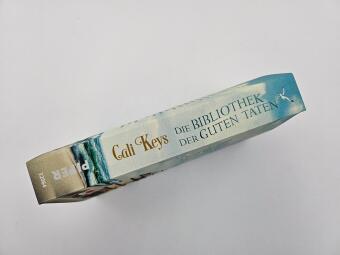 Cali Keys
DIE BIBLIOTHEK
DER GUTEN TATEN
PIPER